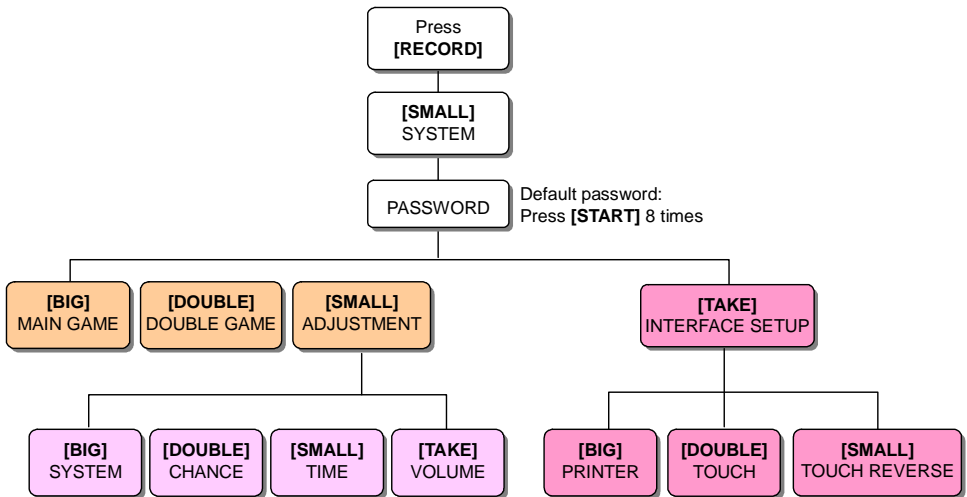 Press
[RECORD]
[SMALL]
SYSTEM
PASSWORD
Default password:
Press [START] 8 times
[BIG]
MAIN GAME
[DOUBLE]
DOUBLE GAME
[SMALL]
ADJUSTMENT
[TAKE]
INTERFACE SETUP
[BIG]
SYSTEM
[DOUBLE]
CHANCE
[SMALL]
TIME
[TAKE]
VOLUME
[BIG]
PRINTER
[DOUBLE]
TOUCH
[SMALL]
TOUCH REVERSE